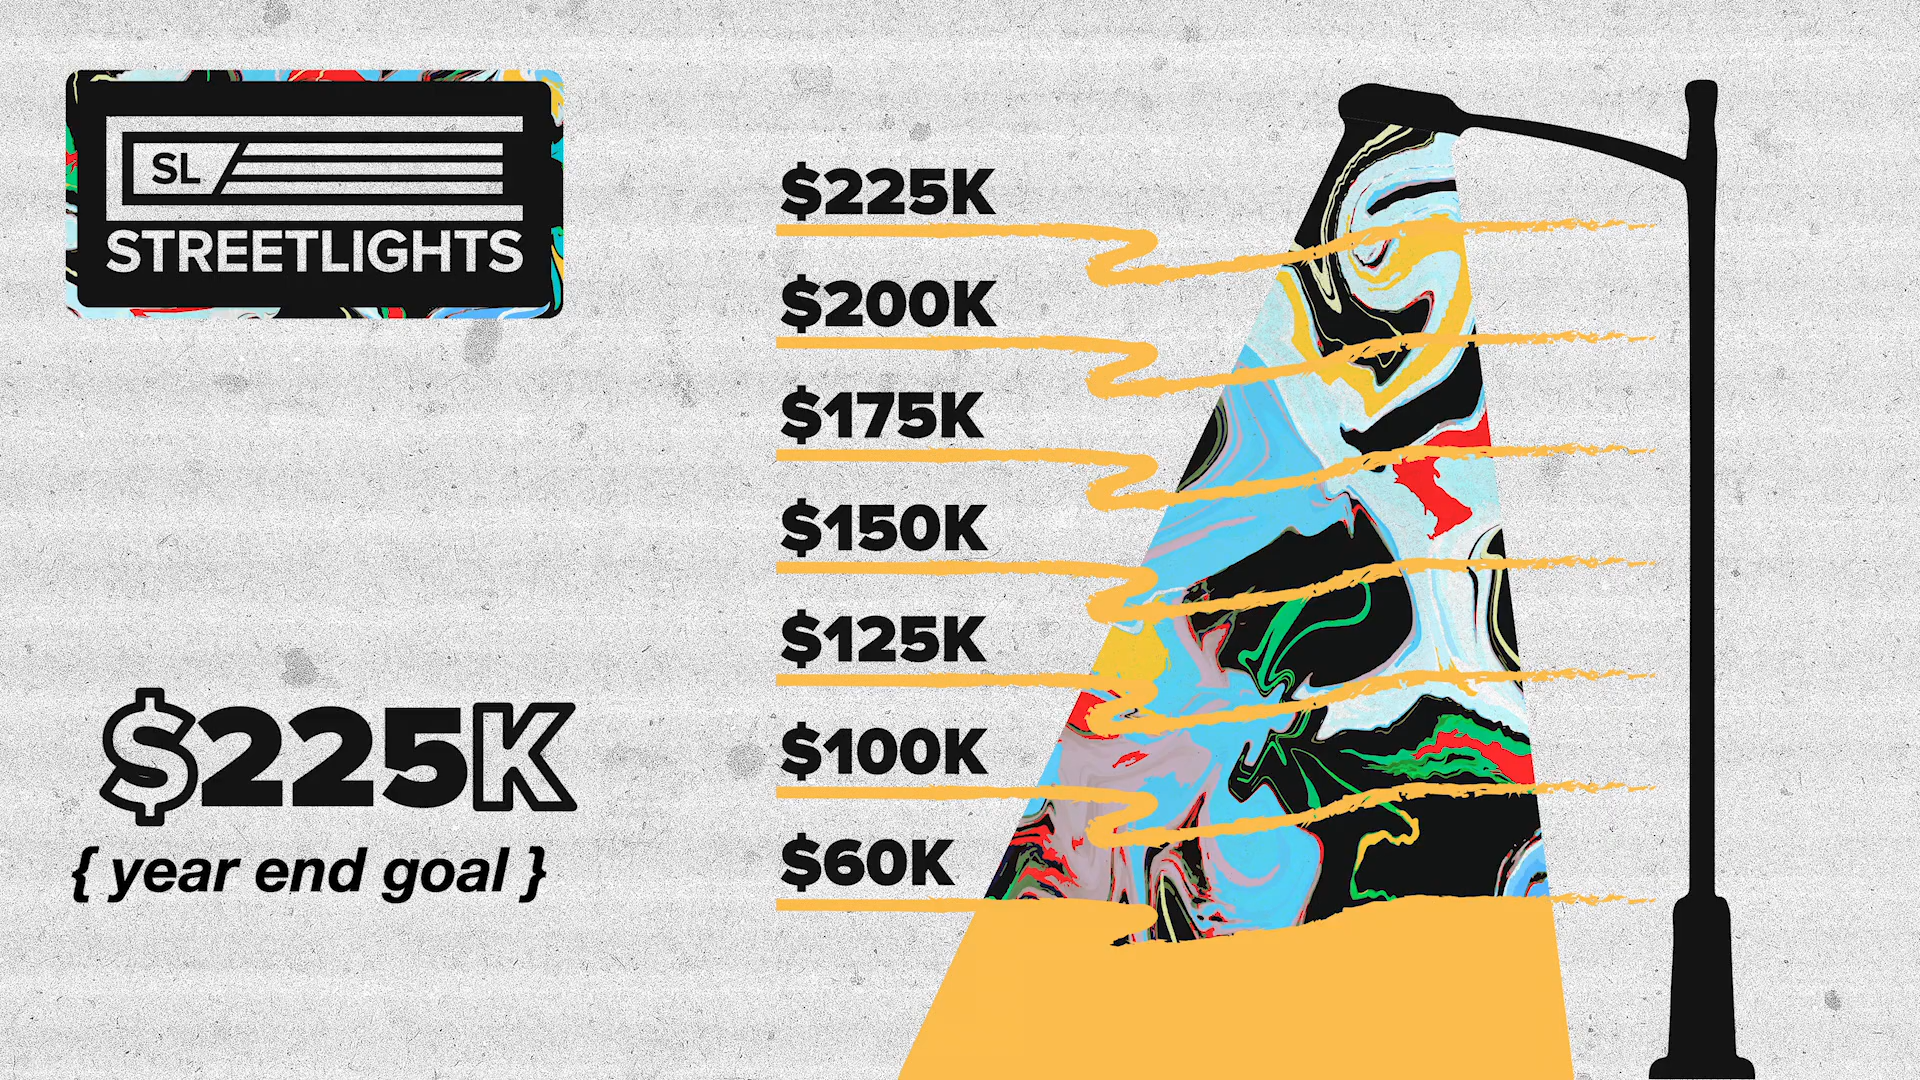 SL
STREETLIGHTS
$225K
$200K
$175K
$150K
$125K
$100K
$60K
$225K
{ year end goal }